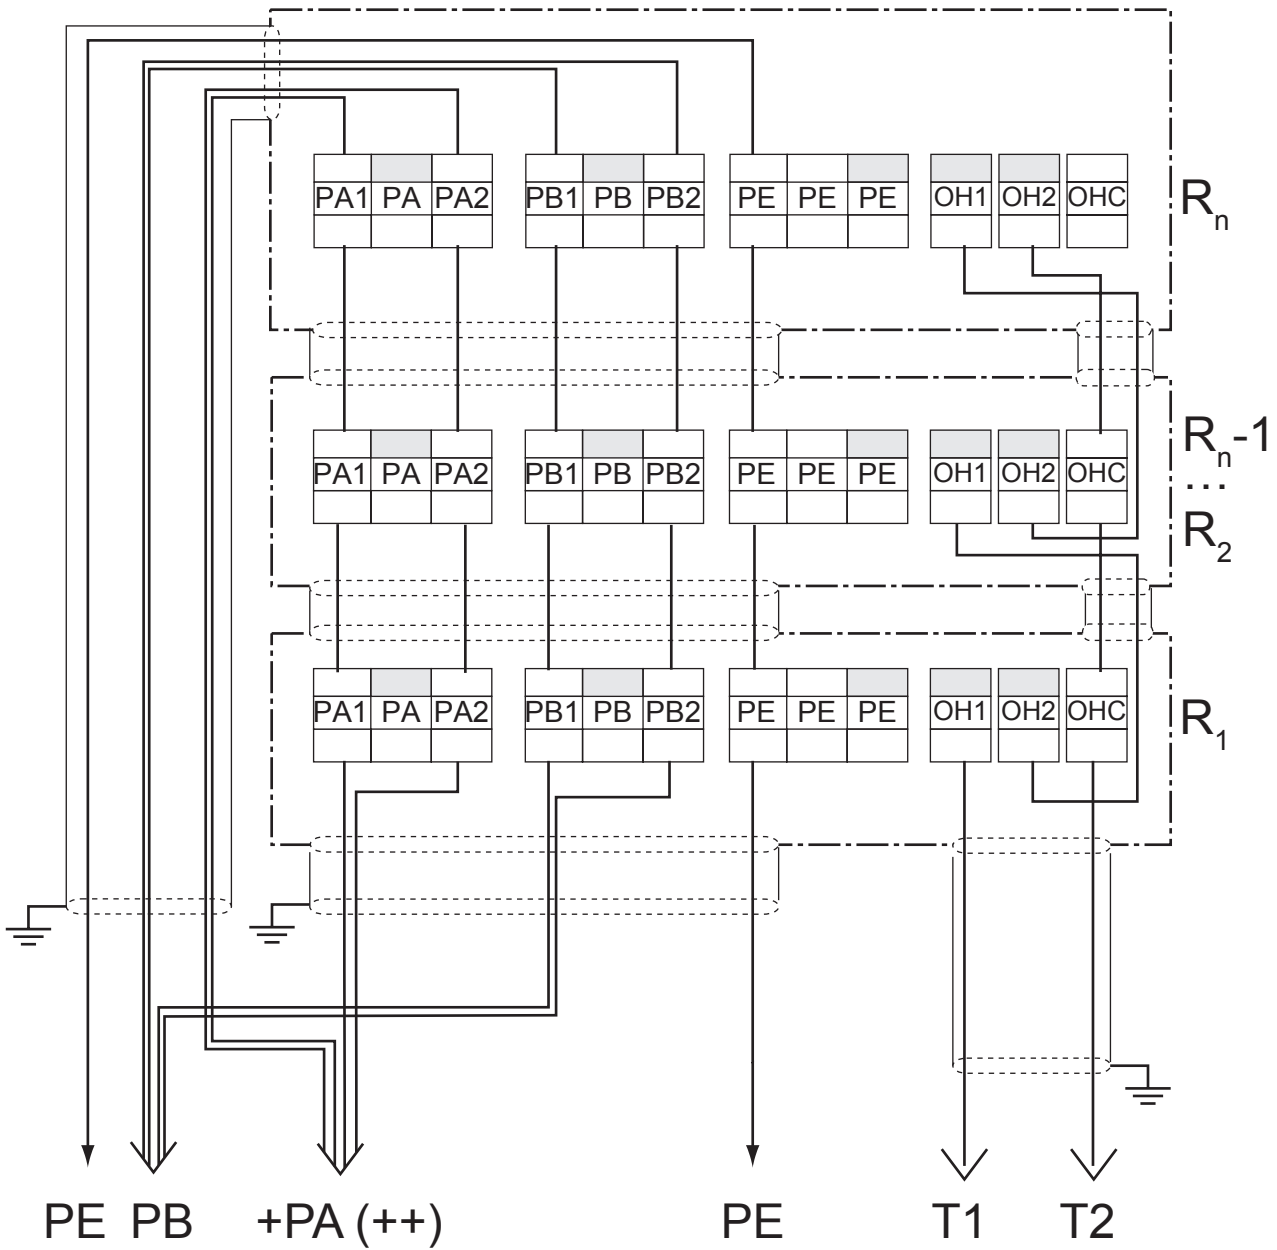 PA1 PA PA2 PB1 PB PB2 PE PE PE OH1 OH2 OHC Rn
PA1 PA PA2 PB1 PB PB2 PE PE PE OH1 OH2 OHC Rn-1
...
R2
PA1 PA PA2 PB1 PB PB2 PE PE PE OH1 OH2 OHC R1
PE PB +PA (++) PE T1 T2